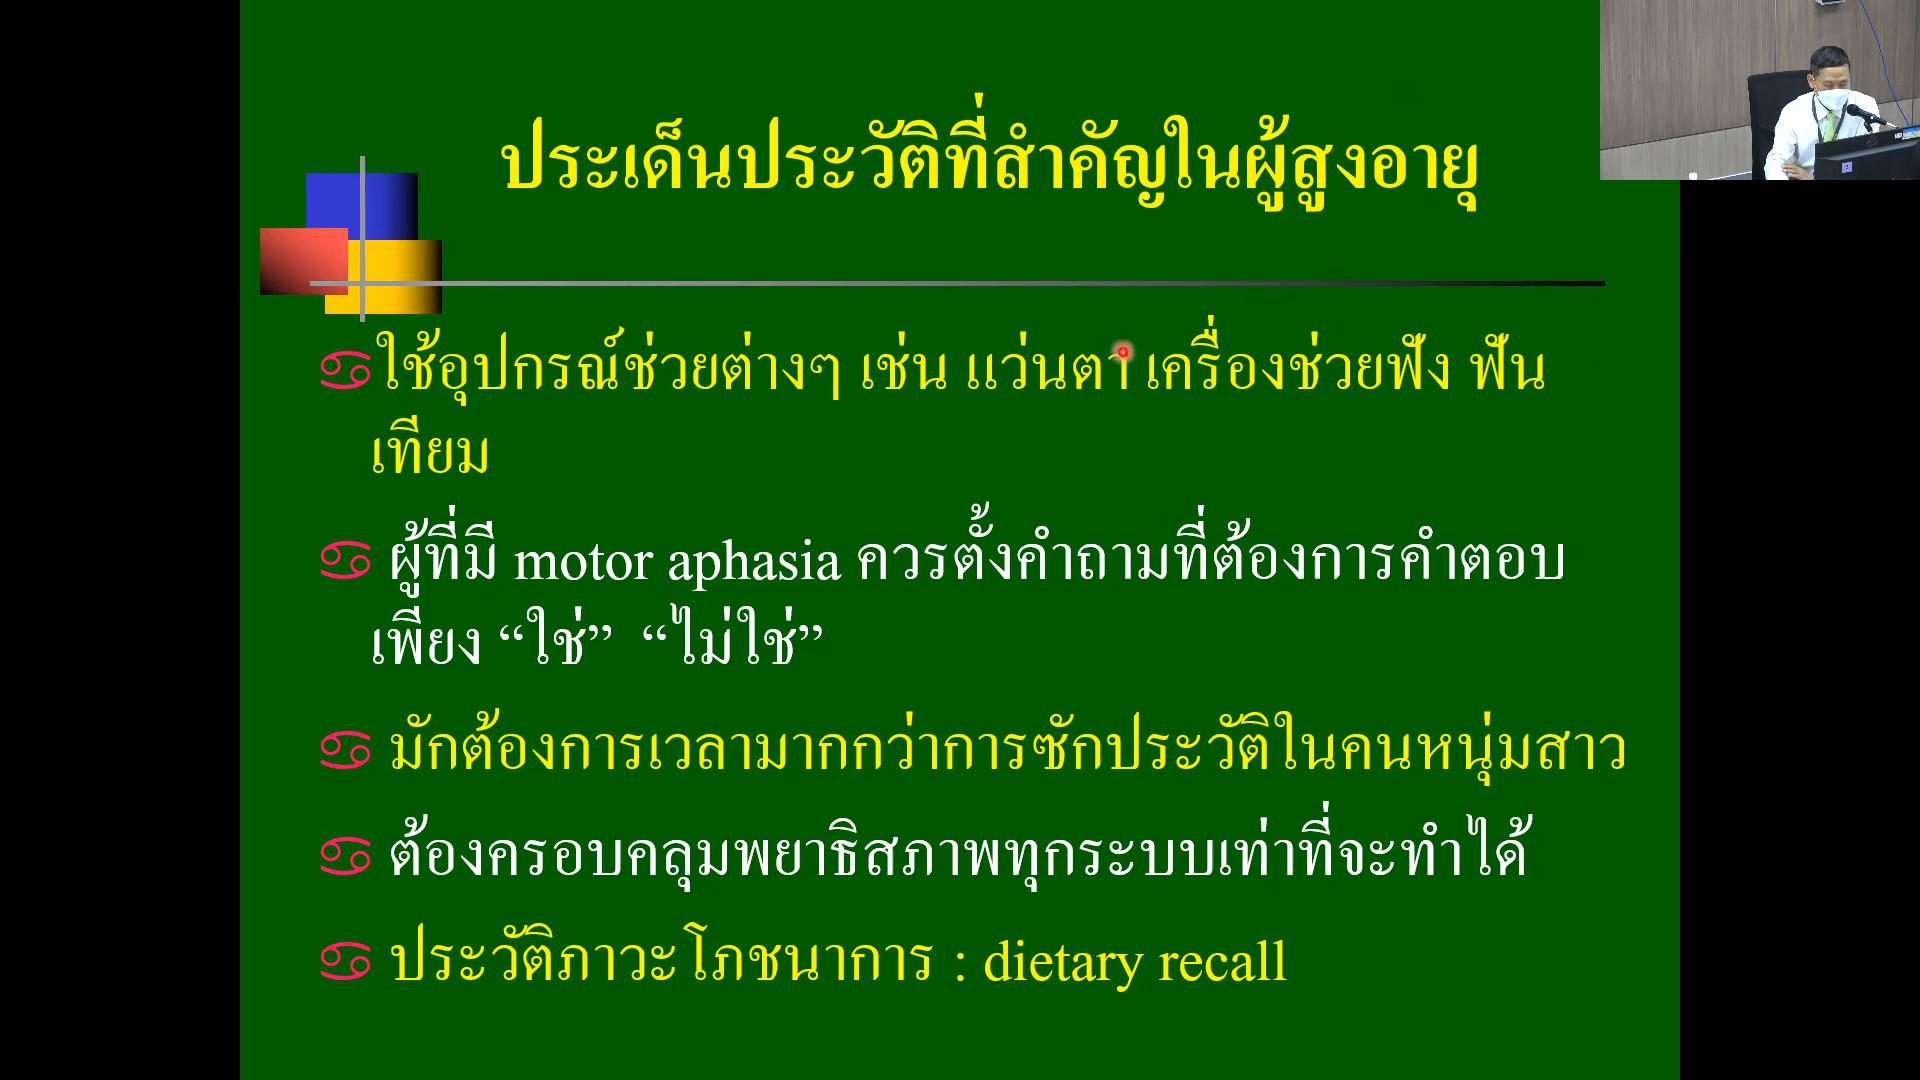 ประเด็นประวัติที่สำคัญในผู้สูงอายุ
ใช้อุปกรณ์ช่วยต่างๆ เช่น แว่นตา เครื่องช่วยฟัง ฟัน
เทียม
ผู้ที่มี motor aphasia ควรตั้งคำถามที่ต้องการคำตอบ
เพียง “ใช่” “ไม่ใช่”
มักต้องการเวลามากกว่าการซักประวัติในคนหนุ่มสาว
ต้องครอบคลุมพยาธิสภาพทุกระบบเท่าที่จะทำได้
ประวัติภาวะโภชนาการ : dietary recall